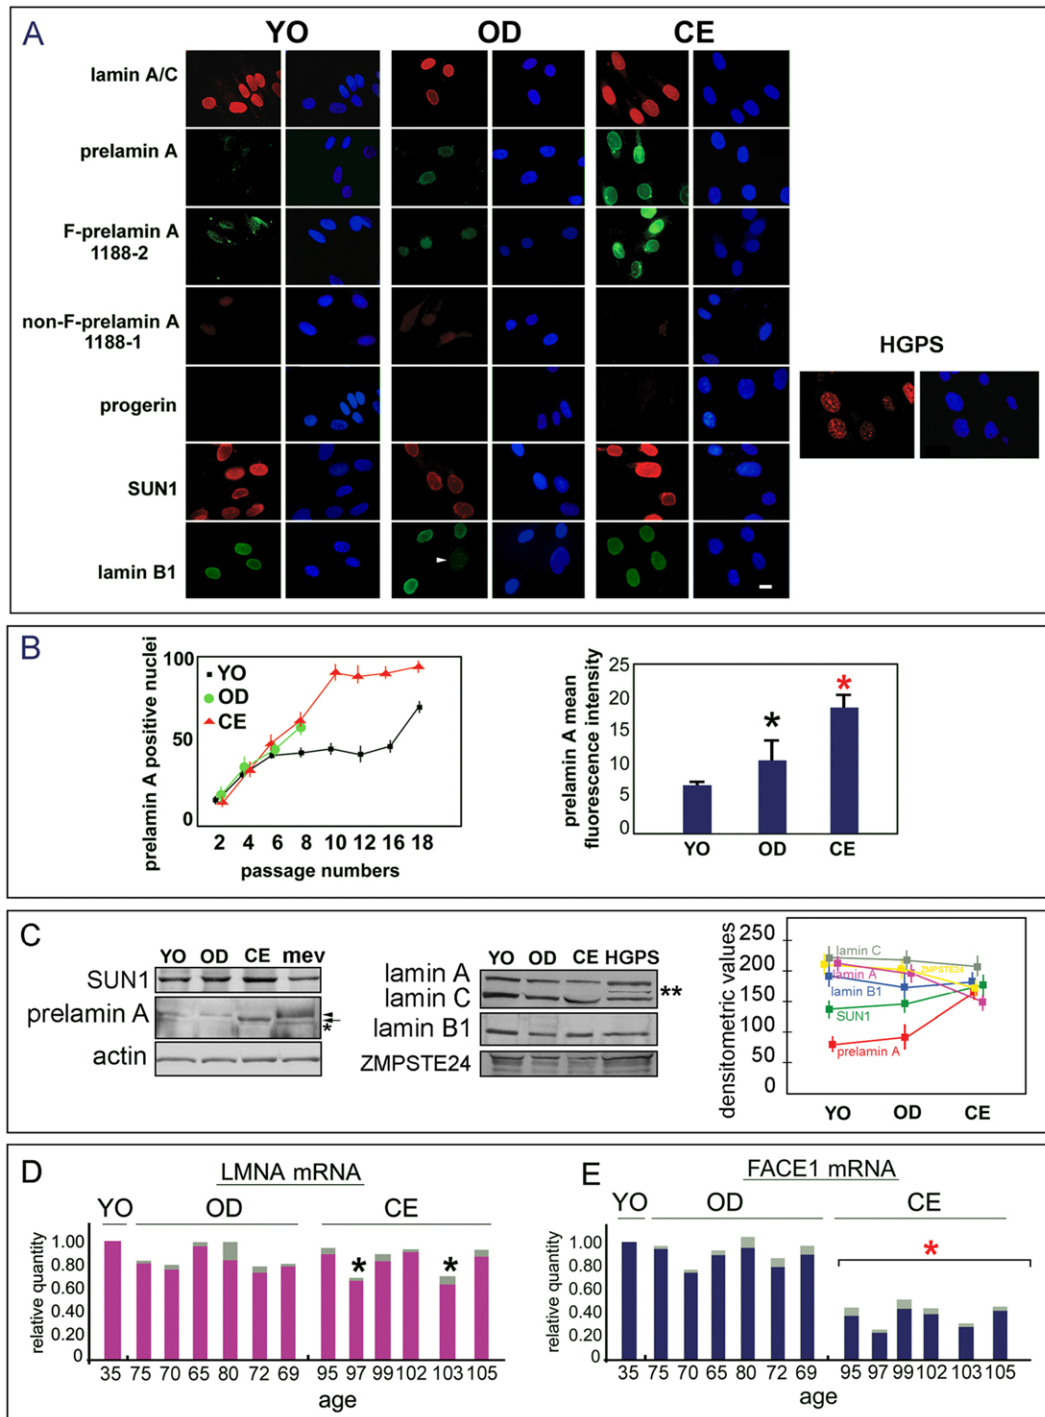 A
YO OD CE
lamin A/C
prelamin A
F-prelamin A
1188-2
non-F-prelamin A
1188-1
HGPS
progerin
SUN1
lamin B1
B
prelamin A positive nuclei
100
50
0
YO
OD
CE
2 4 6 8 10 12 16 18
passage numbers
prelamin A mean
fluorescence intensity
25
20
15
10
5
0
*
*
YO OD CE
C
YO OD CE mev
SUN1
prelamin A
*
actin
YO OD CE HGPS
lamin A
lamin C
**
lamin B1
ZMPSTE24
densitometric values
250
200
150
100
50
0
lamin C
ZMPSTE24
lamin A
lamin B1
SUN1
prelamin A
YO OD CE
D
LMNA mRNA
YO OD CE
relative quantity
1.00
0.80
0.60
0.40
0.20
0
* *
35 75 70 65 80 72 69 95 97 99 102 103 105
age
E
FACE1 mRNA
YO OD CE
relative quantity
1.00
0.80
0.60
0.40
0.20
0
*
35 75 70 65 80 72 69 95 97 99 102 103 105
age